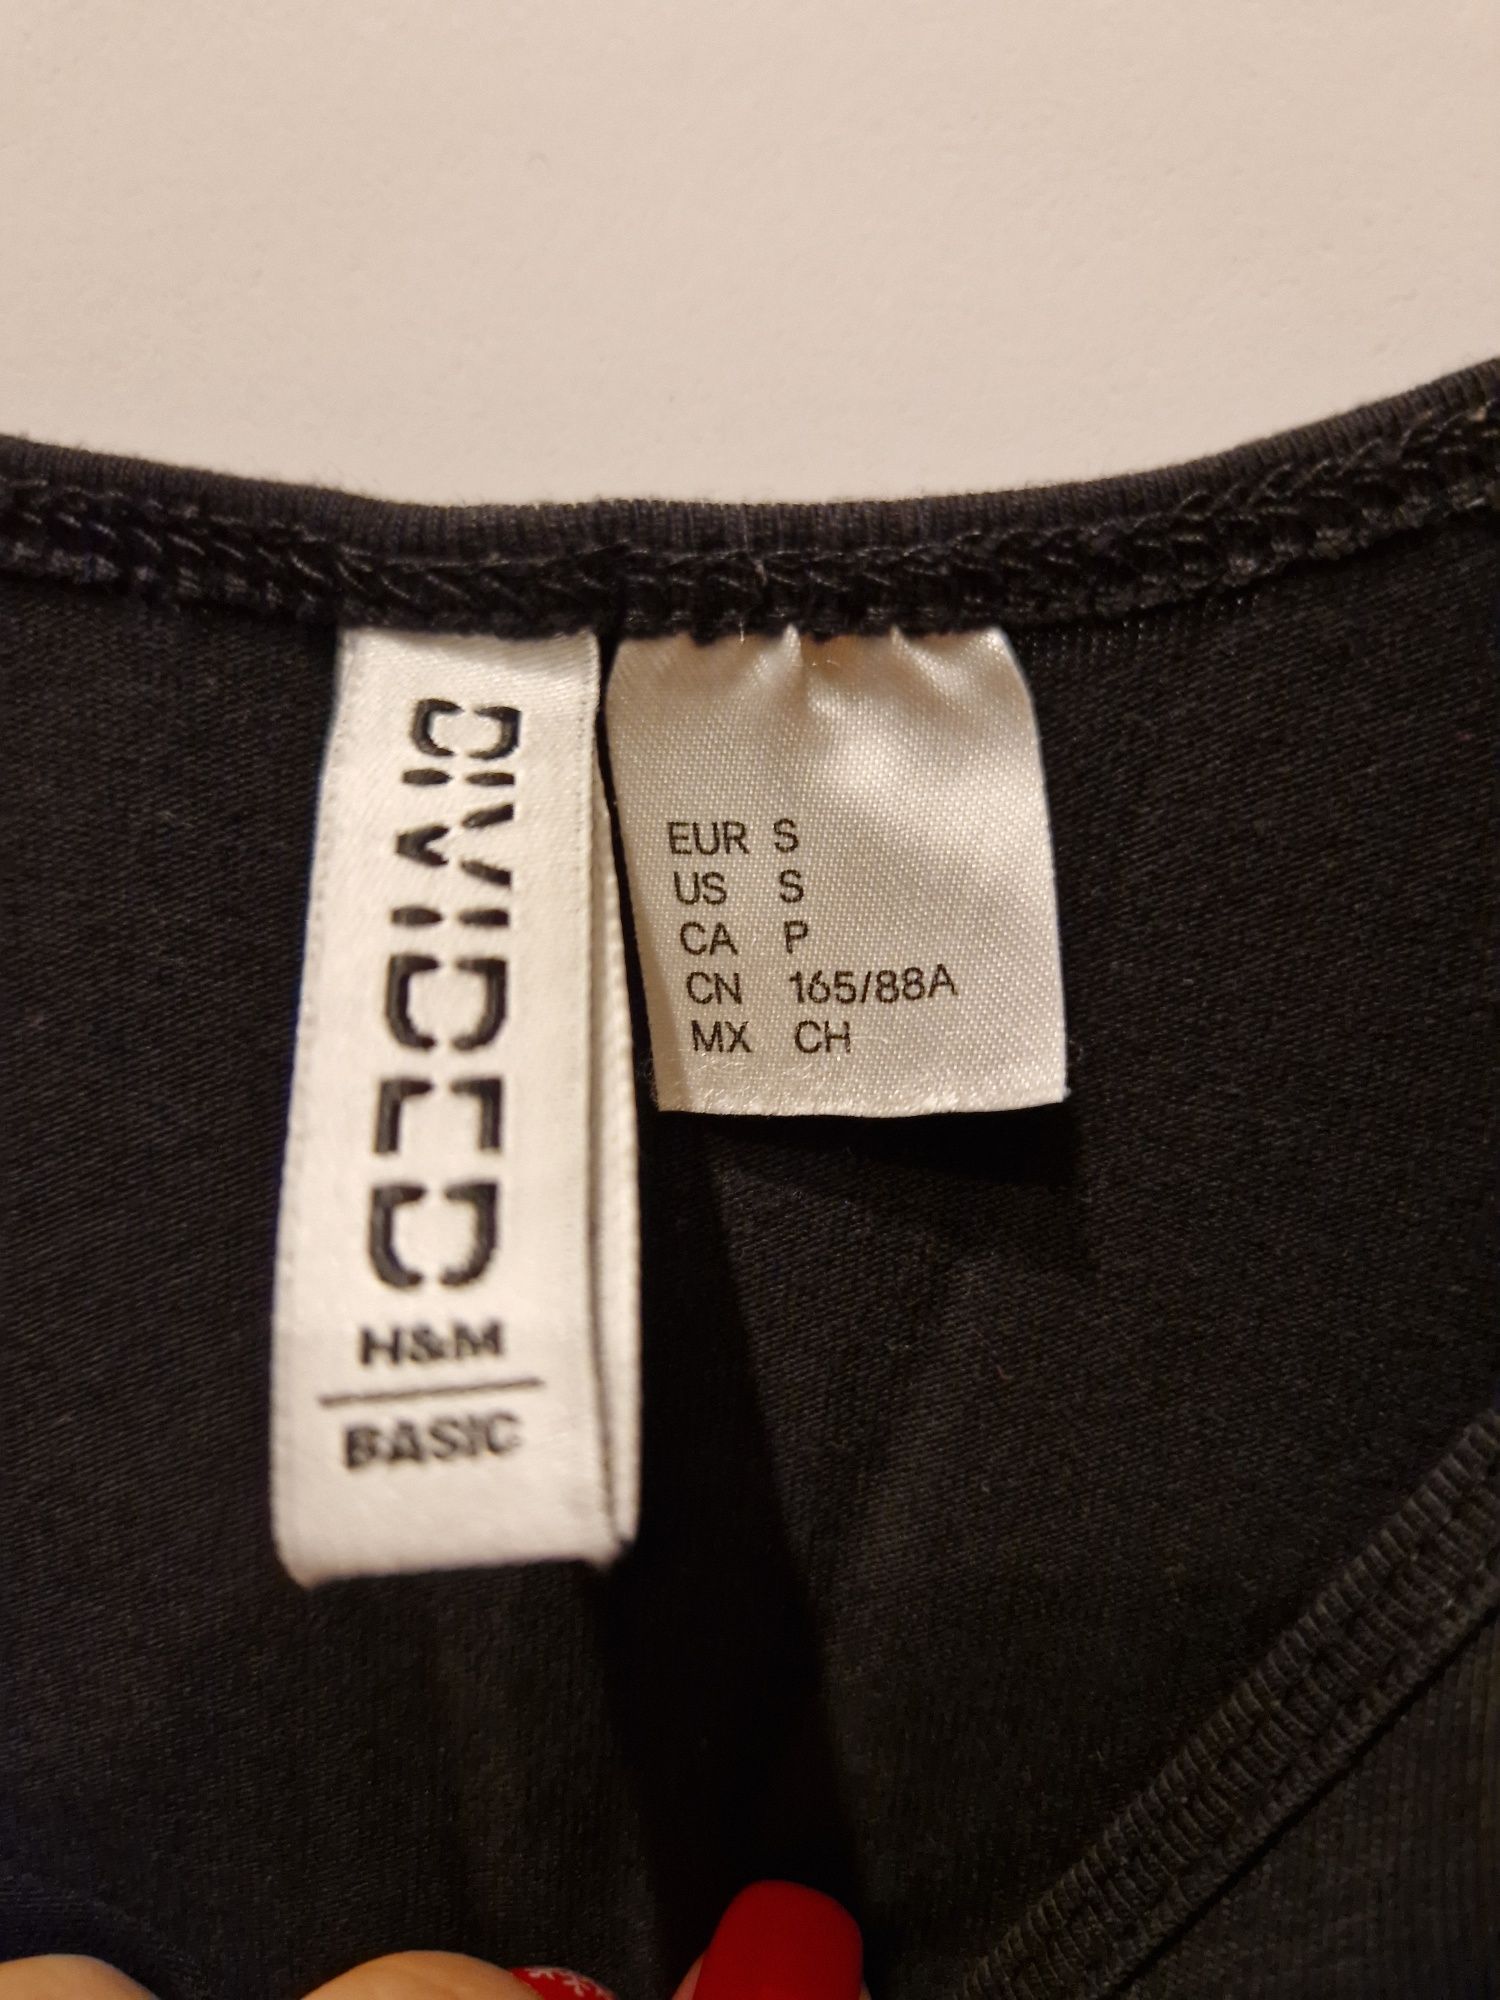 DIVIDED
H&M
BASIC
EUR S
US S
CA P
CN 165/88A
MX CH